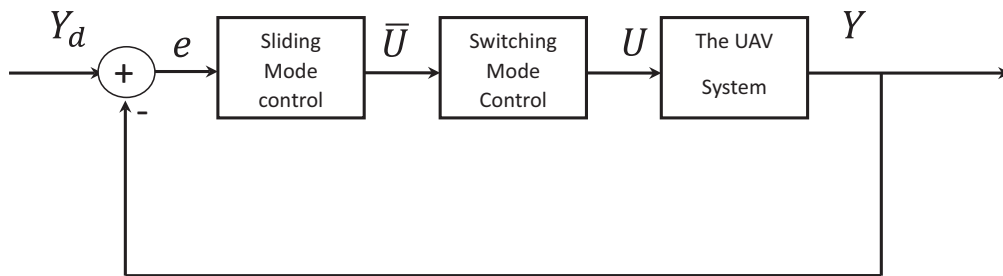 Y_d
e
Sliding
Mode
control
U̅
Switching
Mode
Control
U
The UAV
System
Y
+
-